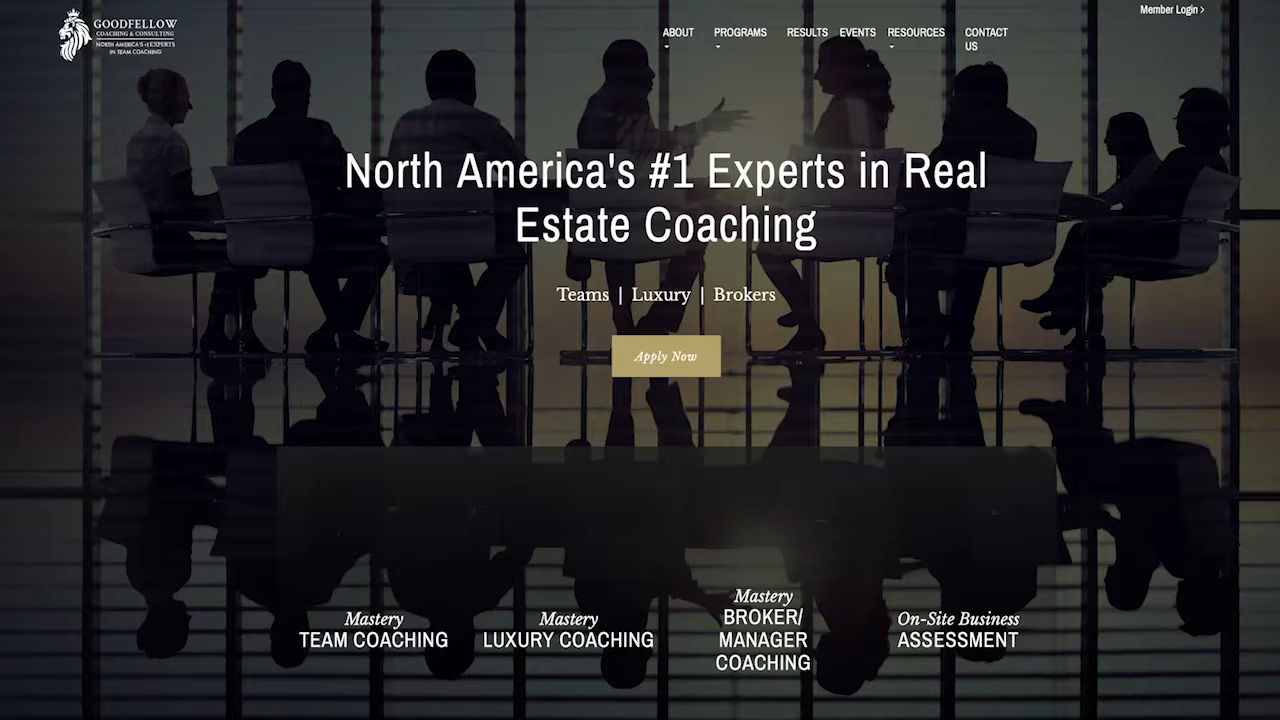 Member Login ›
GOODFELLOW
COACHING & CONSULTING
NORTH AMERICA'S #1 EXPERTS
IN TEAM COACHING
ABOUT PROGRAMS RESULTS EVENTS RESOURCES CONTACT
US
North America's #1 Experts in Real
Estate Coaching
Teams | Luxury | Brokers
Apply Now
Mastery
TEAM COACHING
Mastery
LUXURY COACHING
Mastery
BROKER/
MANAGER
COACHING
On-Site Business
ASSESSMENT